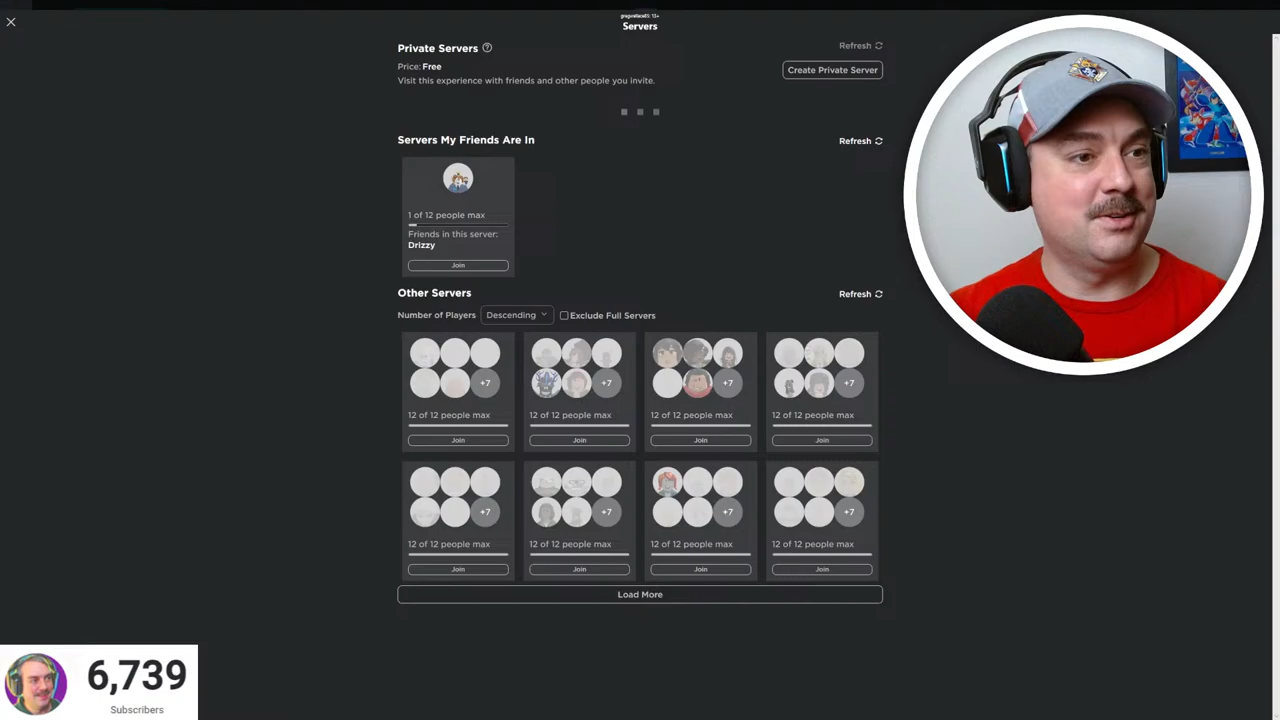 Servers
Private Servers
Refresh
Price: Free
Create Private Server
Visit this experience with friends and other people you invite.
Servers My Friends Are In
Refresh
1 of 12 people max
Friends in this server:
Drizzy
Join
Other Servers
Refresh
Number of Players Descending Exclude Full Servers
+7 +7 +7 +7
12 of 12 people max 12 of 12 people max 12 of 12 people max 12 of 12 people max
Join Join Join Join
+7 +7 +7 +7
12 of 12 people max 12 of 12 people max 12 of 12 people max 12 of 12 people max
Join Join Join Join
Load More
6,739
Subscribers